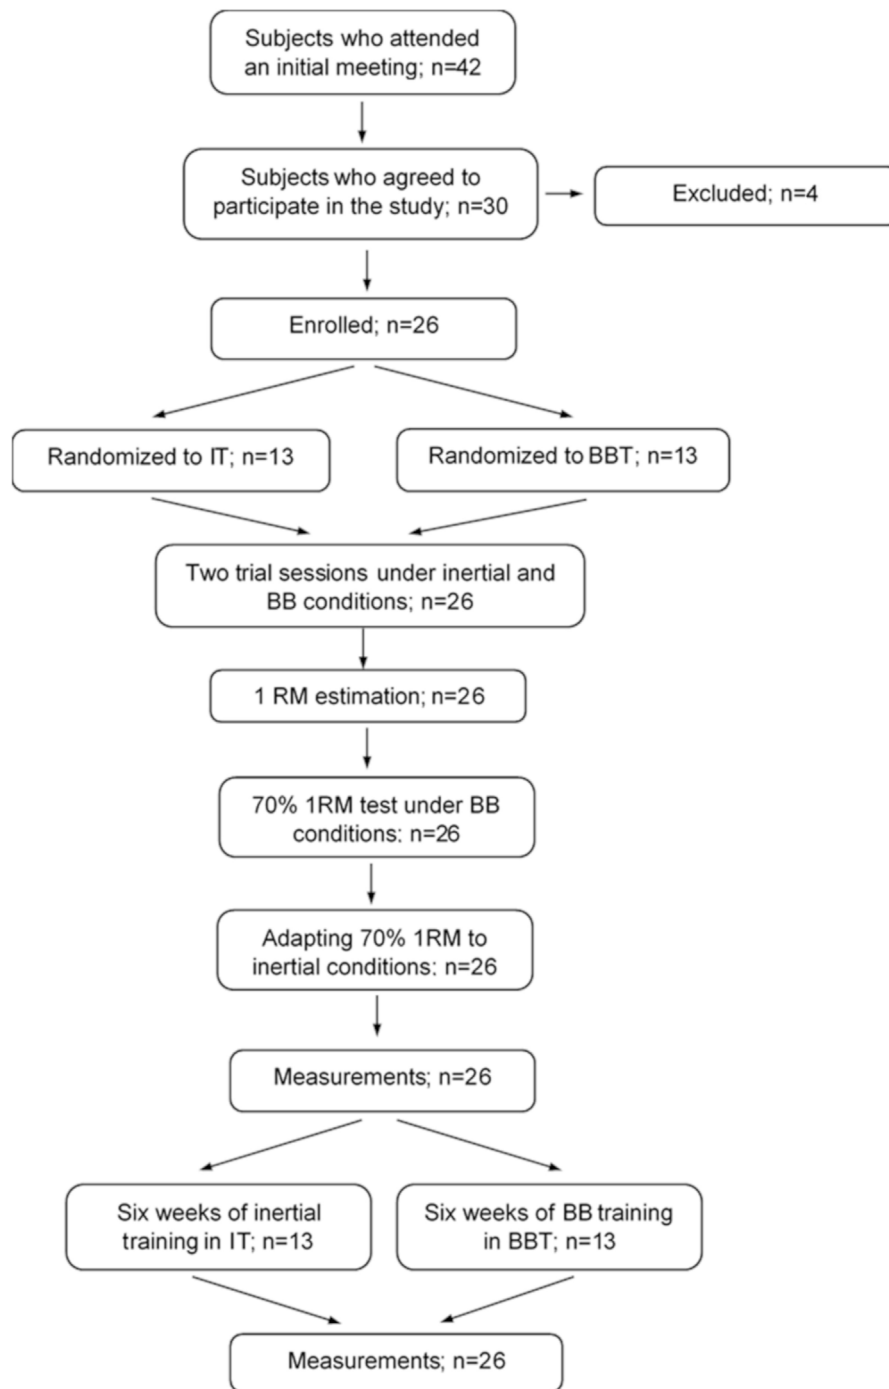 Subjects who attended
an initial meeting; n=42
Subjects who agreed to
participate in the study; n=30
Excluded; n=4
Enrolled; n=26
Randomized to IT; n=13
Randomized to BBT; n=13
Two trial sessions under inertial and
BB conditions; n=26
1 RM estimation; n=26
70% 1RM test under BB
conditions: n=26
Adapting 70% 1RM to
inertial conditions: n=26
Measurements; n=26
Six weeks of inertial
training in IT; n=13
Six weeks of BB training
in BBT; n=13
Measurements; n=26